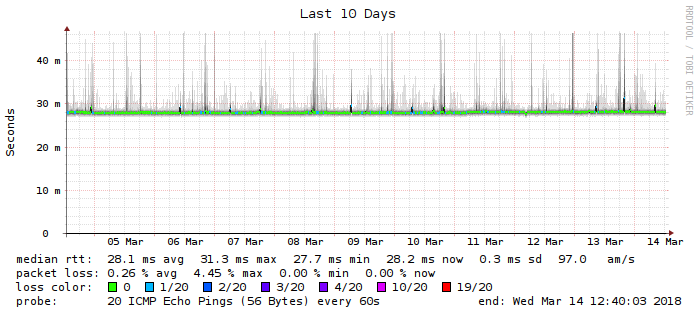 Last 10 Days
RRDTOOL / TOBI OETIKER
Seconds
40 m
30 m
20 m
10 m
0
05 Mar 06 Mar 07 Mar 08 Mar 09 Mar 10 Mar 11 Mar 12 Mar 13 Mar 14 Mar
median rtt: 28.1 ms avg 31.3 ms max 27.7 ms min 28.2 ms now 0.3 ms sd 97.0 am/s
packet loss: 0.26 % avg 4.45 % max 0.00 % min 0.00 % now
loss color: 0 1/20 2/20 3/20 4/20 10/20 19/20
probe: 20 ICMP Echo Pings (56 Bytes) every 60s end: Wed Mar 14 12:40:03 2018